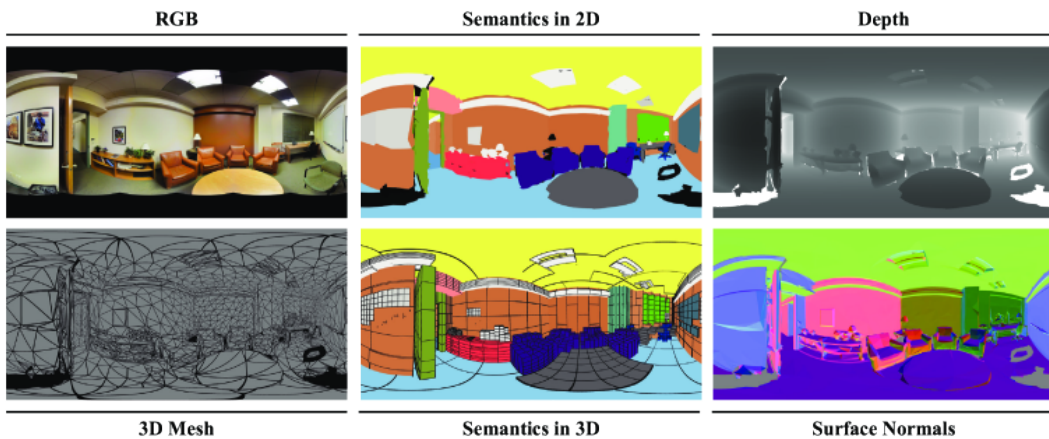 RGB
Semantics in 2D
Depth
3D Mesh
Semantics in 3D
Surface Normals